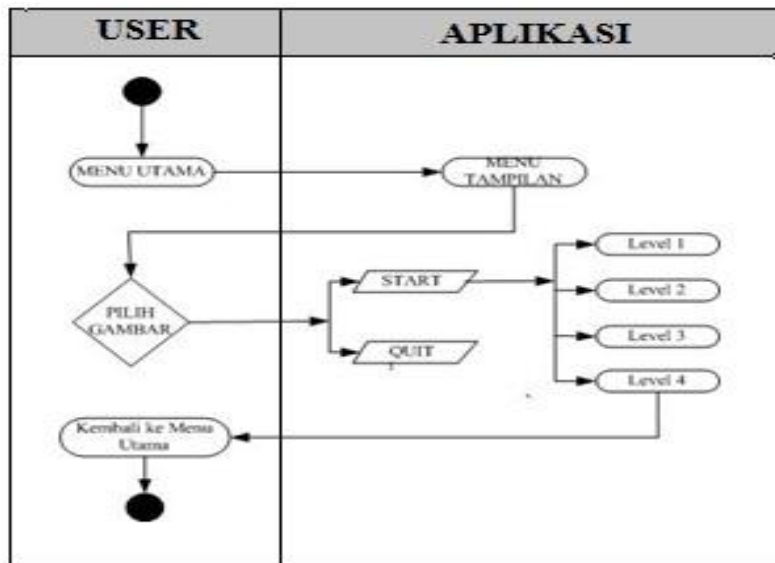 USER
APLIKASI
MENU UTAMA
MENU
TAMPILAN
PILIH
GAMBAR
START
QUIT
Level 1
Level 2
Level 3
Level 4
Kembali ke Menu
Utama